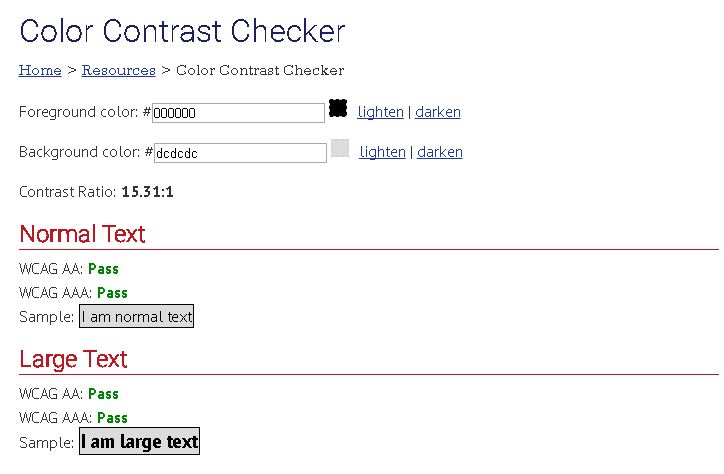 Color Contrast Checker
Home > Resources > Color Contrast Checker
Foreground color: #000000 lighten | darken
Background color: #dcdcdc lighten | darken
Contrast Ratio: 15.31:1
Normal Text
WCAG AA: Pass
WCAG AAA: Pass
Sample: I am normal text
Large Text
WCAG AA: Pass
WCAG AAA: Pass
Sample: I am large text